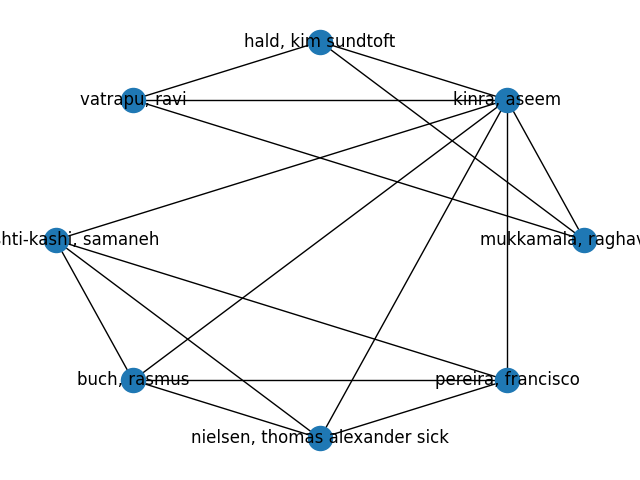 hald, kim sundtoft
vatrapu, ravi
kinra, aseem
shti-kashi, samaneh
mukkamala, raghav
buch, rasmus
pereira, francisco
nielsen, thomas alexander sick